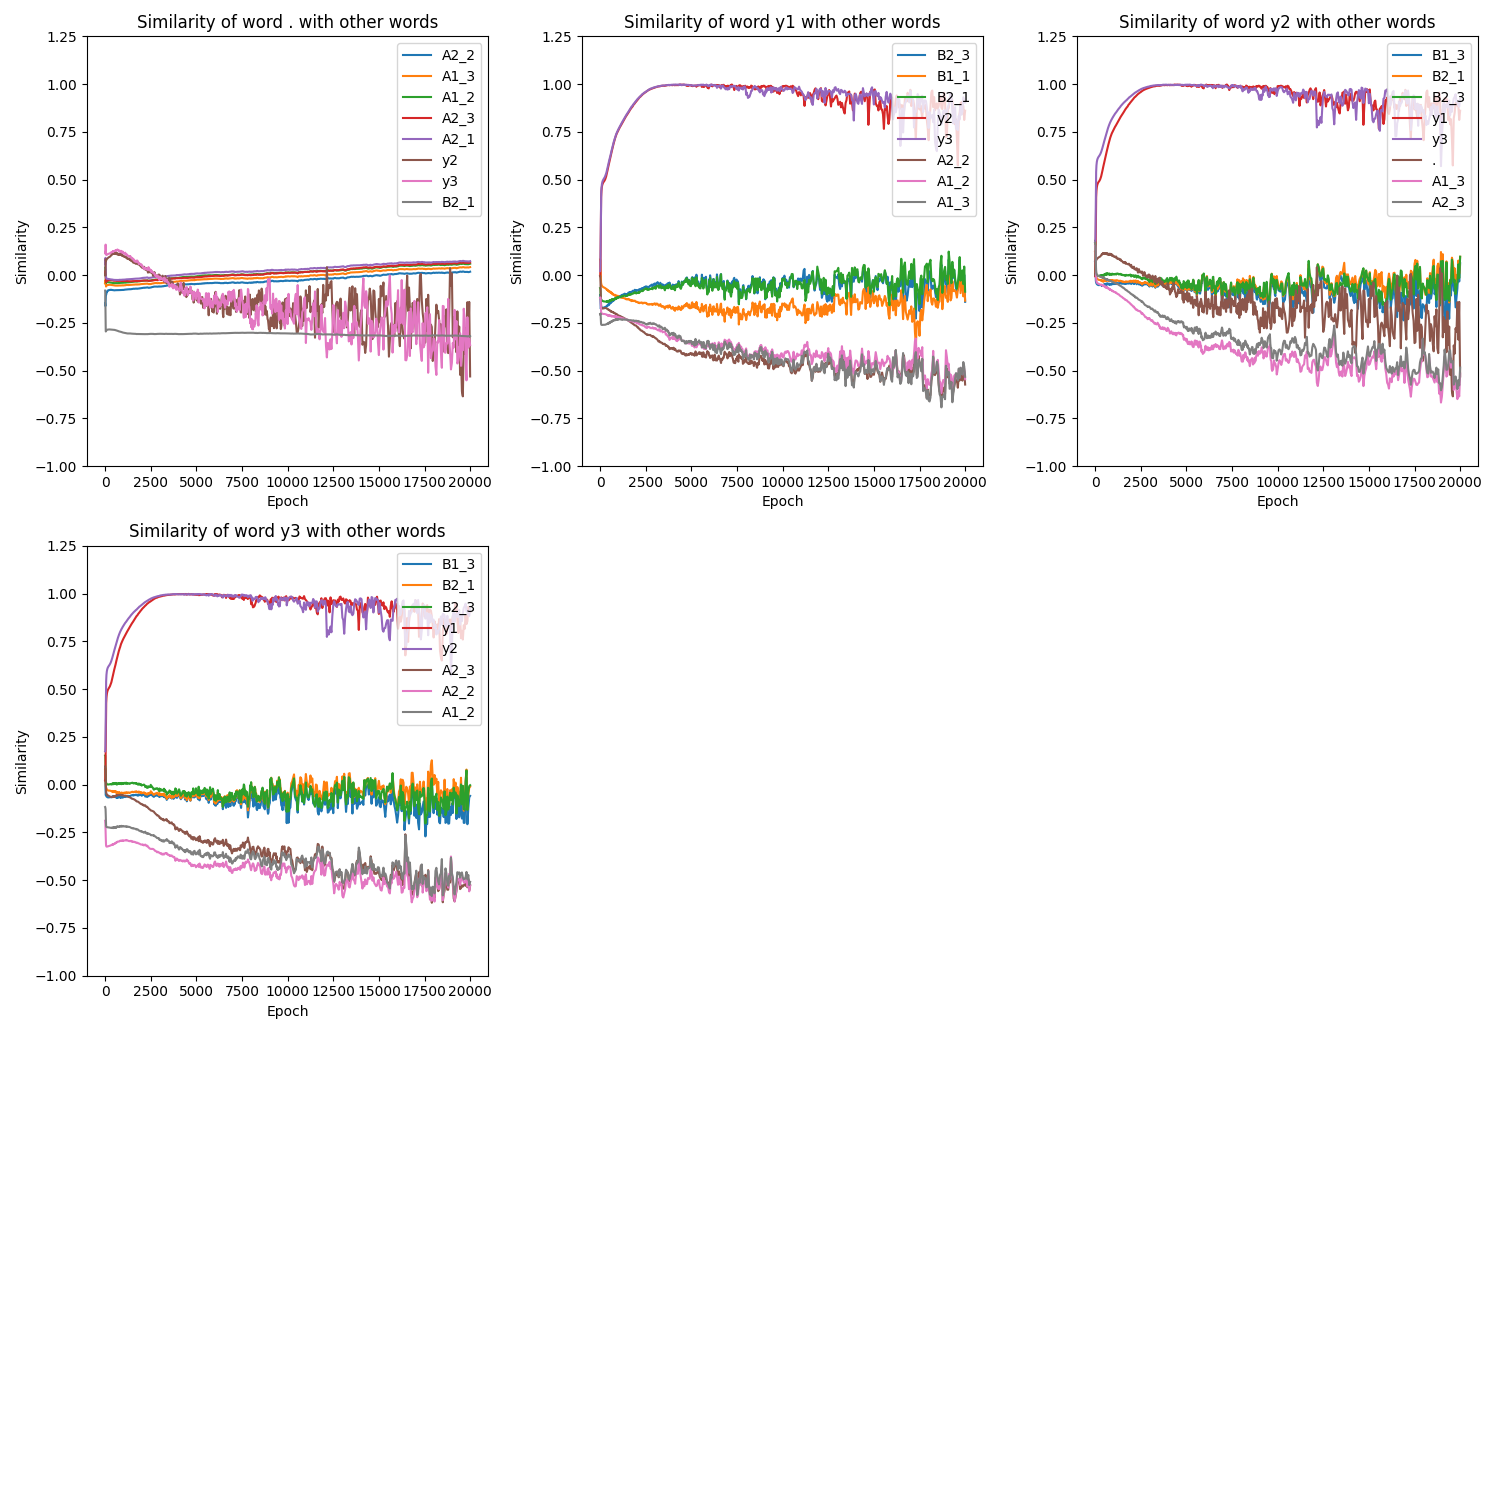 Similarity of word . with other words
1.25
1.00
0.75
0.50
0.25
0.00
−0.25
−0.50
−0.75
−1.00
Similarity
0 2500 5000 7500 10000 12500 15000 17500 20000
Epoch
A2_2
A1_3
A1_2
A2_3
A2_1
y2
y3
B2_1
Similarity of word y1 with other words
1.25
1.00
0.75
0.50
0.25
0.00
−0.25
−0.50
−0.75
−1.00
Similarity
0 2500 5000 7500 10000 12500 15000 17500 20000
Epoch
B2_3
B1_1
B2_1
y2
y3
A2_2
A1_2
A1_3
Similarity of word y2 with other words
1.25
1.00
0.75
0.50
0.25
0.00
−0.25
−0.50
−0.75
−1.00
Similarity
0 2500 5000 7500 10000 12500 15000 17500 20000
Epoch
B1_3
B2_1
B2_3
y1
y3
.
A1_3
A2_3
Similarity of word y3 with other words
1.25
1.00
0.75
0.50
0.25
0.00
−0.25
−0.50
−0.75
−1.00
Similarity
0 2500 5000 7500 10000 12500 15000 17500 20000
Epoch
B1_3
B2_1
B2_3
y1
y2
A2_3
A2_2
A1_2